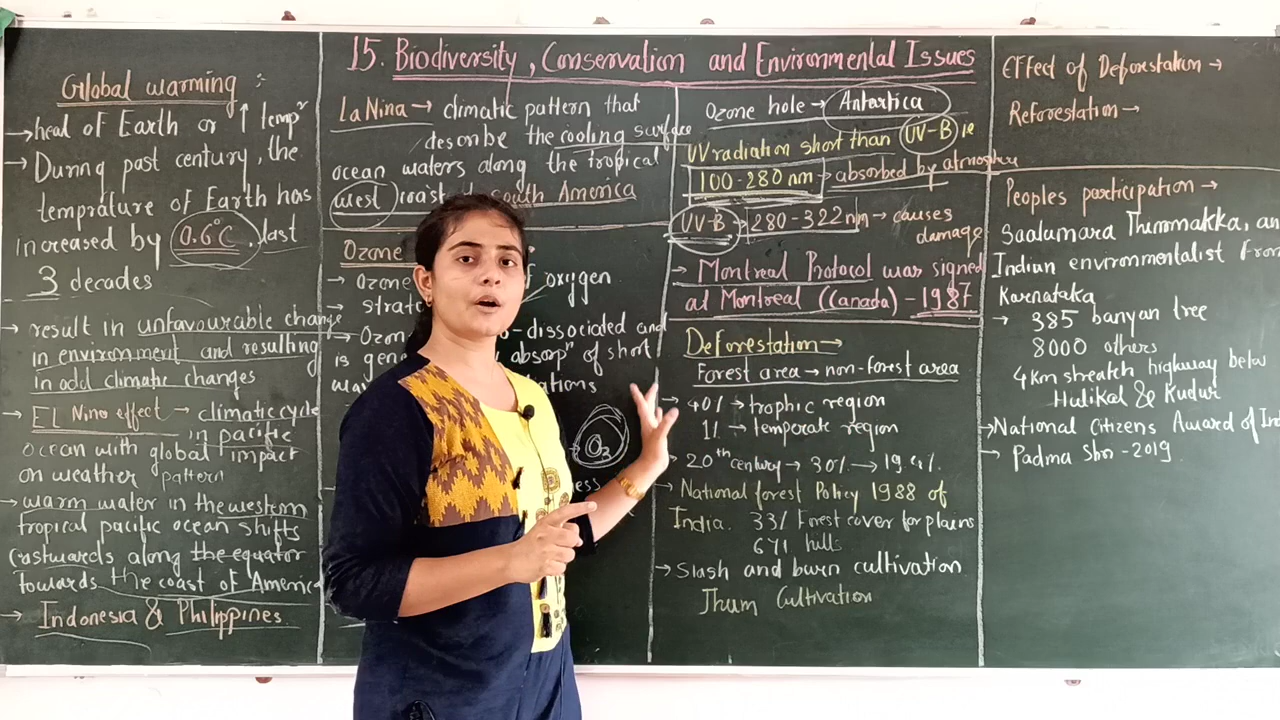 15. Biodiversity, Conservation and Environmental Issues
Global warming :
→ heal of Earth or ↑ tempr
→ During past century, the
temprature of Earth has
increased by 0.6°C, last
3 decades
→ result in unfavourable change
in environment and resulting
in odd climatic changes
→ EL Nino effect → climatic cycle
in pacific
ocean with global impact
on weather pattern
→ warm water in the western
tropical pacific ocean shifts
eastwards along the equator
towards the coast of America
→ Indonesia & Philippines
La Nina → climatic pattern that
describe the cooling surface
ocean waters along the tropical
west coast South America
Ozone
→ Ozone oxygen
→ strato
→ Ozon o-dissociated and
is gene absorpn of short
wav ations
O3
ess
Ozone hole → Antartica
UV radiation short than UV-B ie
100-280 nm → absorbed by atmosphere
UV-B → 280-322nm → causes
damage
→ Montreal Protocol was signed
at Montreal (Canada) - 1987
Deforestation →
Forest area → non-forest area
→ 40% → trophic region
1% → temperate region
→ 20th century → 30% → 19.4%
→ National forest Policy 1988 of
India. 33% Forest cover for plains
67% hills
→ Slash and burn cultivation
Jhum Cultivation
Effect of Deforestation →
Reforestation →
Peoples participation →
Saalumara Thimmakka, an
Indian environmentalist from
Karnataka
→ 385 banyan tree
8000 others
4km streatch highway betw
Hulikal & Kudur
→ National Citizens Award of Ind
→ Padma Shri - 2019